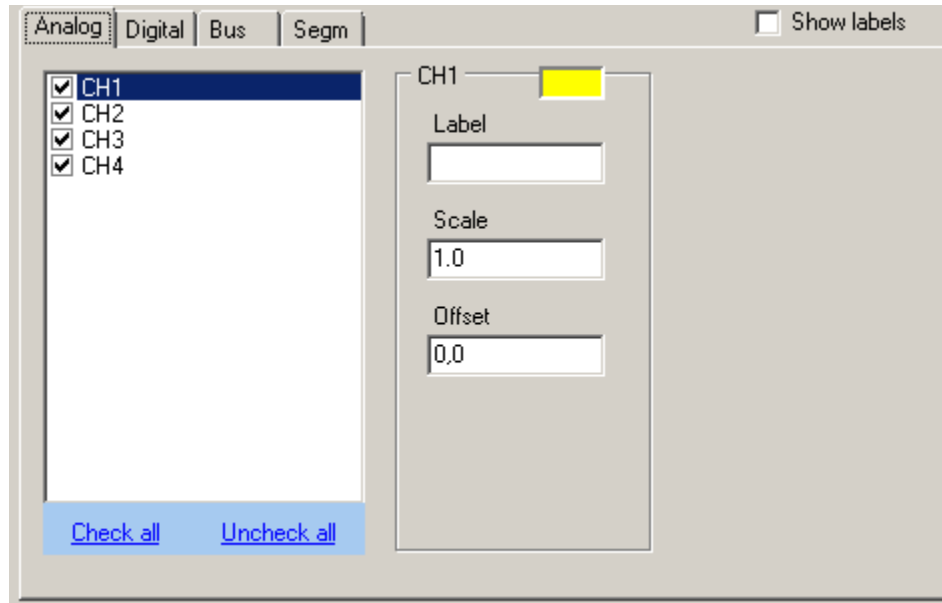 Analog Digital Bus Segm Show labels
CH1
CH2
CH3
CH4
Check all Uncheck all
CH1
Label
Scale
1.0
Offset
0,0